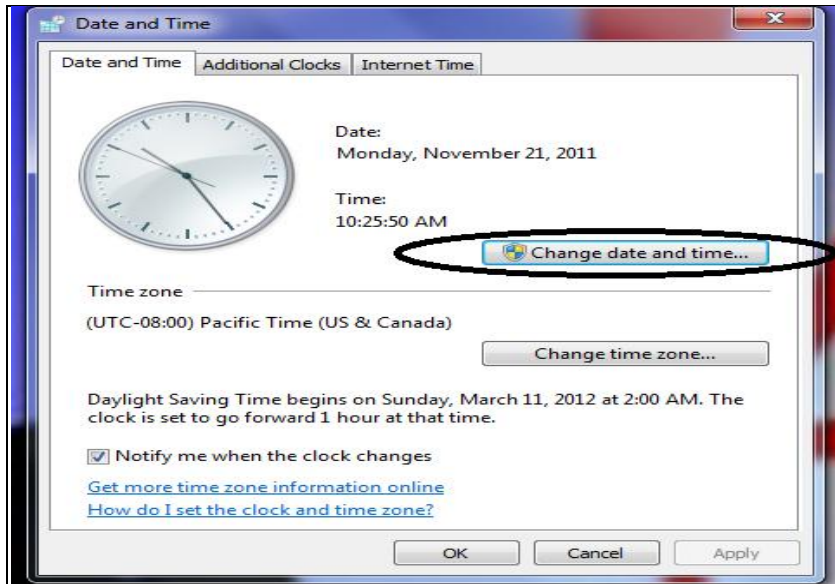 Date and Time
Date and Time
Additional Clocks
Internet Time
Date:
Monday, November 21, 2011
Time:
10:25:50 AM
Change date and time...
Time zone
(UTC-08:00) Pacific Time (US & Canada)
Change time zone...
Daylight Saving Time begins on Sunday, March 11, 2012 at 2:00 AM. The
clock is set to go forward 1 hour at that time.
Notify me when the clock changes
Get more time zone information online
How do I set the clock and time zone?
OK
Cancel
Apply